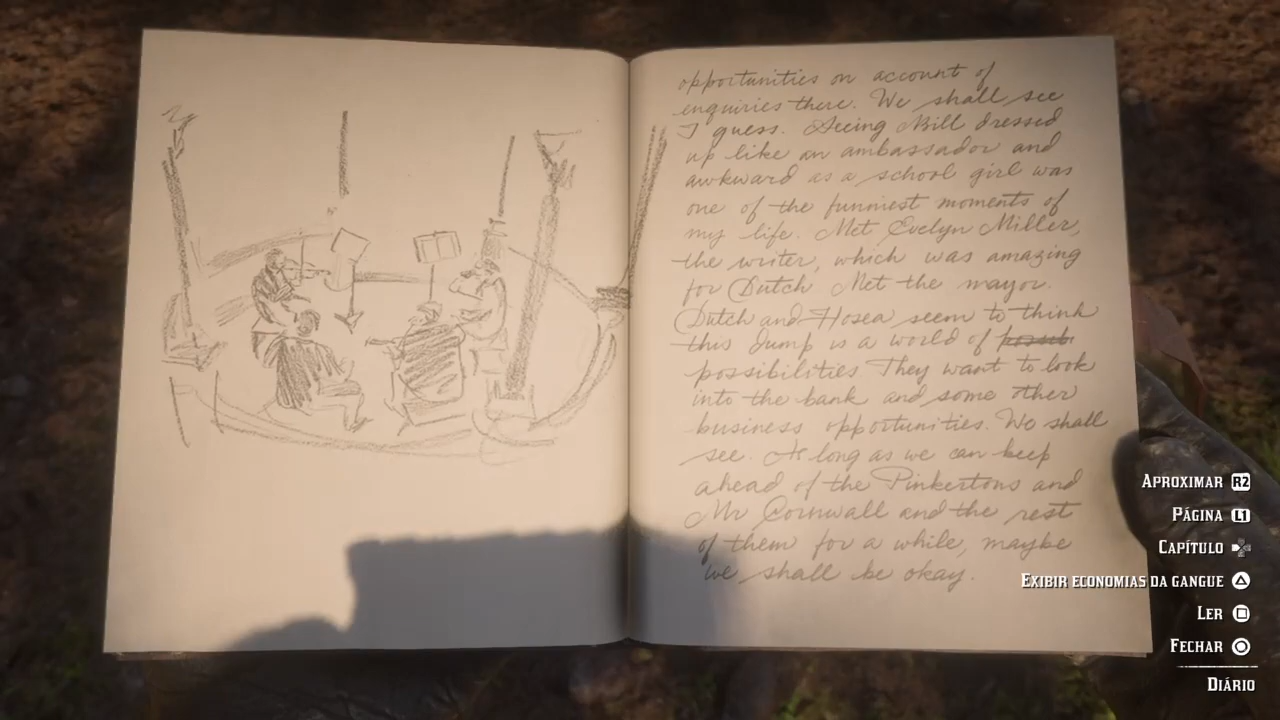 opportunities on account of
enquiries there. We shall see
I guess. Seeing Bill dressed
up like an ambassador and
awkward as a school girl was
one of the funniest moments of
my life. Met Evelyn Miller,
the writer, which was amazing
for Dutch Met the mayor.
Dutch and Hosea seem to think
this dump is a world of possib
possibilities They want to look
into the bank and some other
business opportunities. We shall
see. As long as we can keep
ahead of the Pinkertons and
Mr Cornwall and the rest
of them for a while, maybe
we shall be okay.
APROXIMAR R2
PÁGINA L1
CAPÍTULO
EXIBIR ECONOMIAS DA GANGUE
LER
FECHAR
DIÁRIO